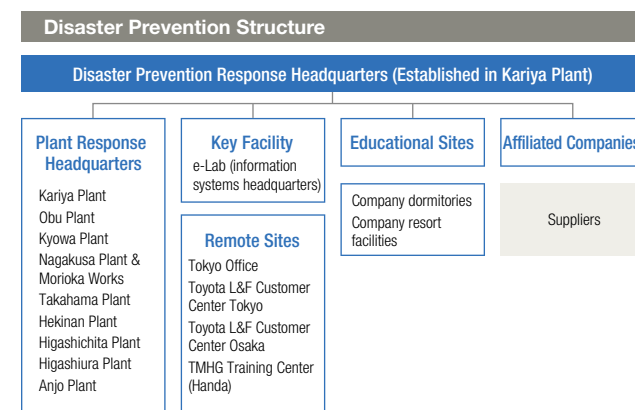 Disaster Prevention Structure
Disaster Prevention Response Headquarters (Established in Kariya Plant)
Plant Response
Headquarters
Kariya Plant
Obu Plant
Kyowa Plant
Nagakusa Plant &
Morioka Works
Takahama Plant
Hekinan Plant
Higashichita Plant
Higashiura Plant
Anjo Plant
Key Facility
e-Lab (information
systems headquarters)
Remote Sites
Tokyo Office
Toyota L&F Customer
Center Tokyo
Toyota L&F Customer
Center Osaka
TMHG Training Center
(Handa)
Educational Sites
Company dormitories
Company resort
facilities
Affiliated Companies
Suppliers